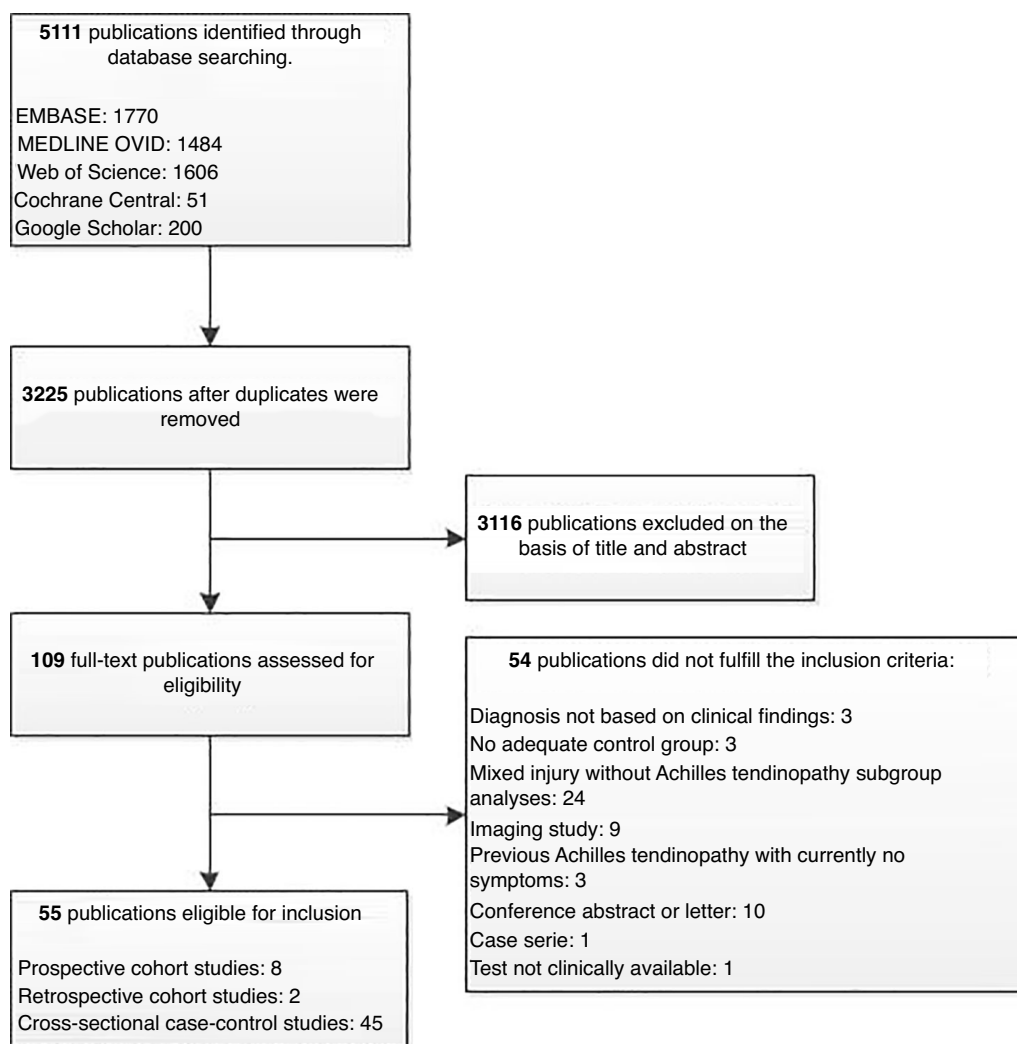 5111 publications identified through
database searching.
EMBASE: 1770
MEDLINE OVID: 1484
Web of Science: 1606
Cochrane Central: 51
Google Scholar: 200
3225 publications after duplicates were
removed
3116 publications excluded on the
basis of title and abstract
109 full-text publications assessed for
eligibility
54 publications did not fulfill the inclusion criteria:
Diagnosis not based on clinical findings: 3
No adequate control group: 3
Mixed injury without Achilles tendinopathy subgroup
analyses: 24
Imaging study: 9
Previous Achilles tendinopathy with currently no
symptoms: 3
Conference abstract or letter: 10
Case serie: 1
Test not clinically available: 1
55 publications eligible for inclusion
Prospective cohort studies: 8
Retrospective cohort studies: 2
Cross-sectional case-control studies: 45